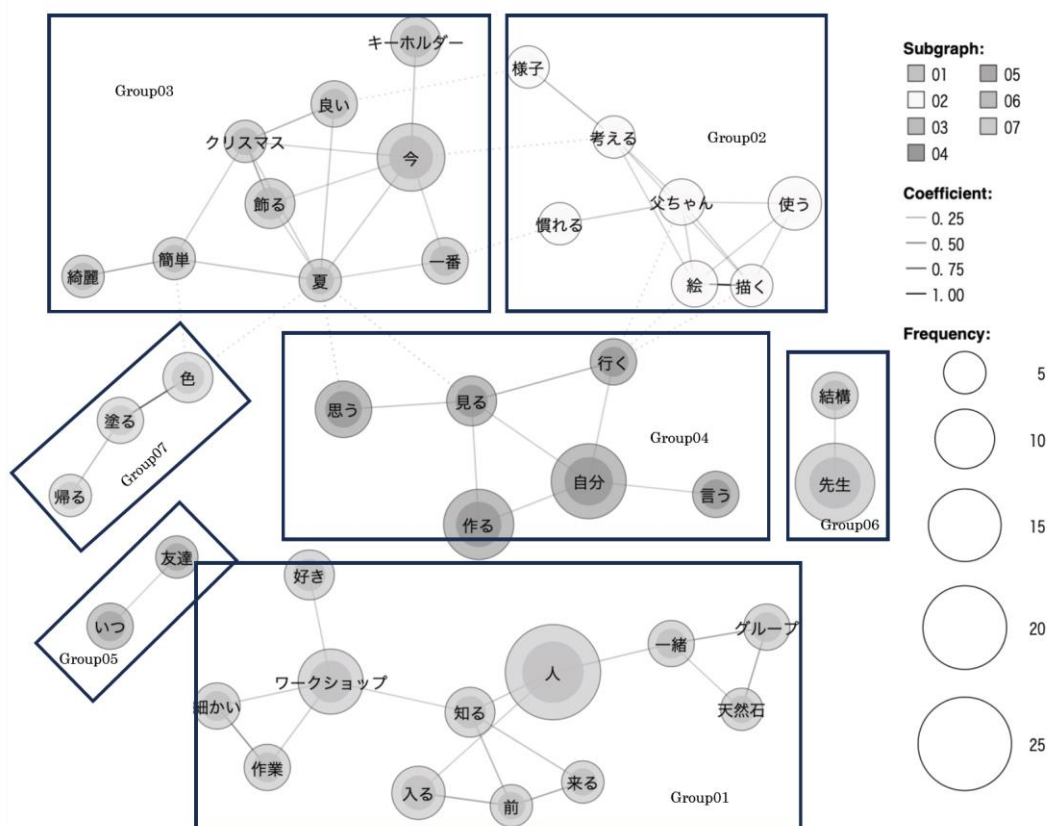 キーホルダー
Group03
良い
クリスマス
今
飾る
簡単
一番
綺麗
夏
様子
考える
Group02
父ちゃん
使う
慣れる
絵
描く
Subgraph:
01 05
02 06
03 07
04
Coefficient:
0.25
0.50
0.75
1.00
Frequency:
5
10
15
20
25
色
塗る
Group07
帰る
行く
思う
見る
Group04
自分
言う
作る
結構
先生
Group06
友達
いつ
Group05
好き
ワークショップ
人
一緒
グループ
細かい
知る
天然石
作業
入る
前
来る
Group01